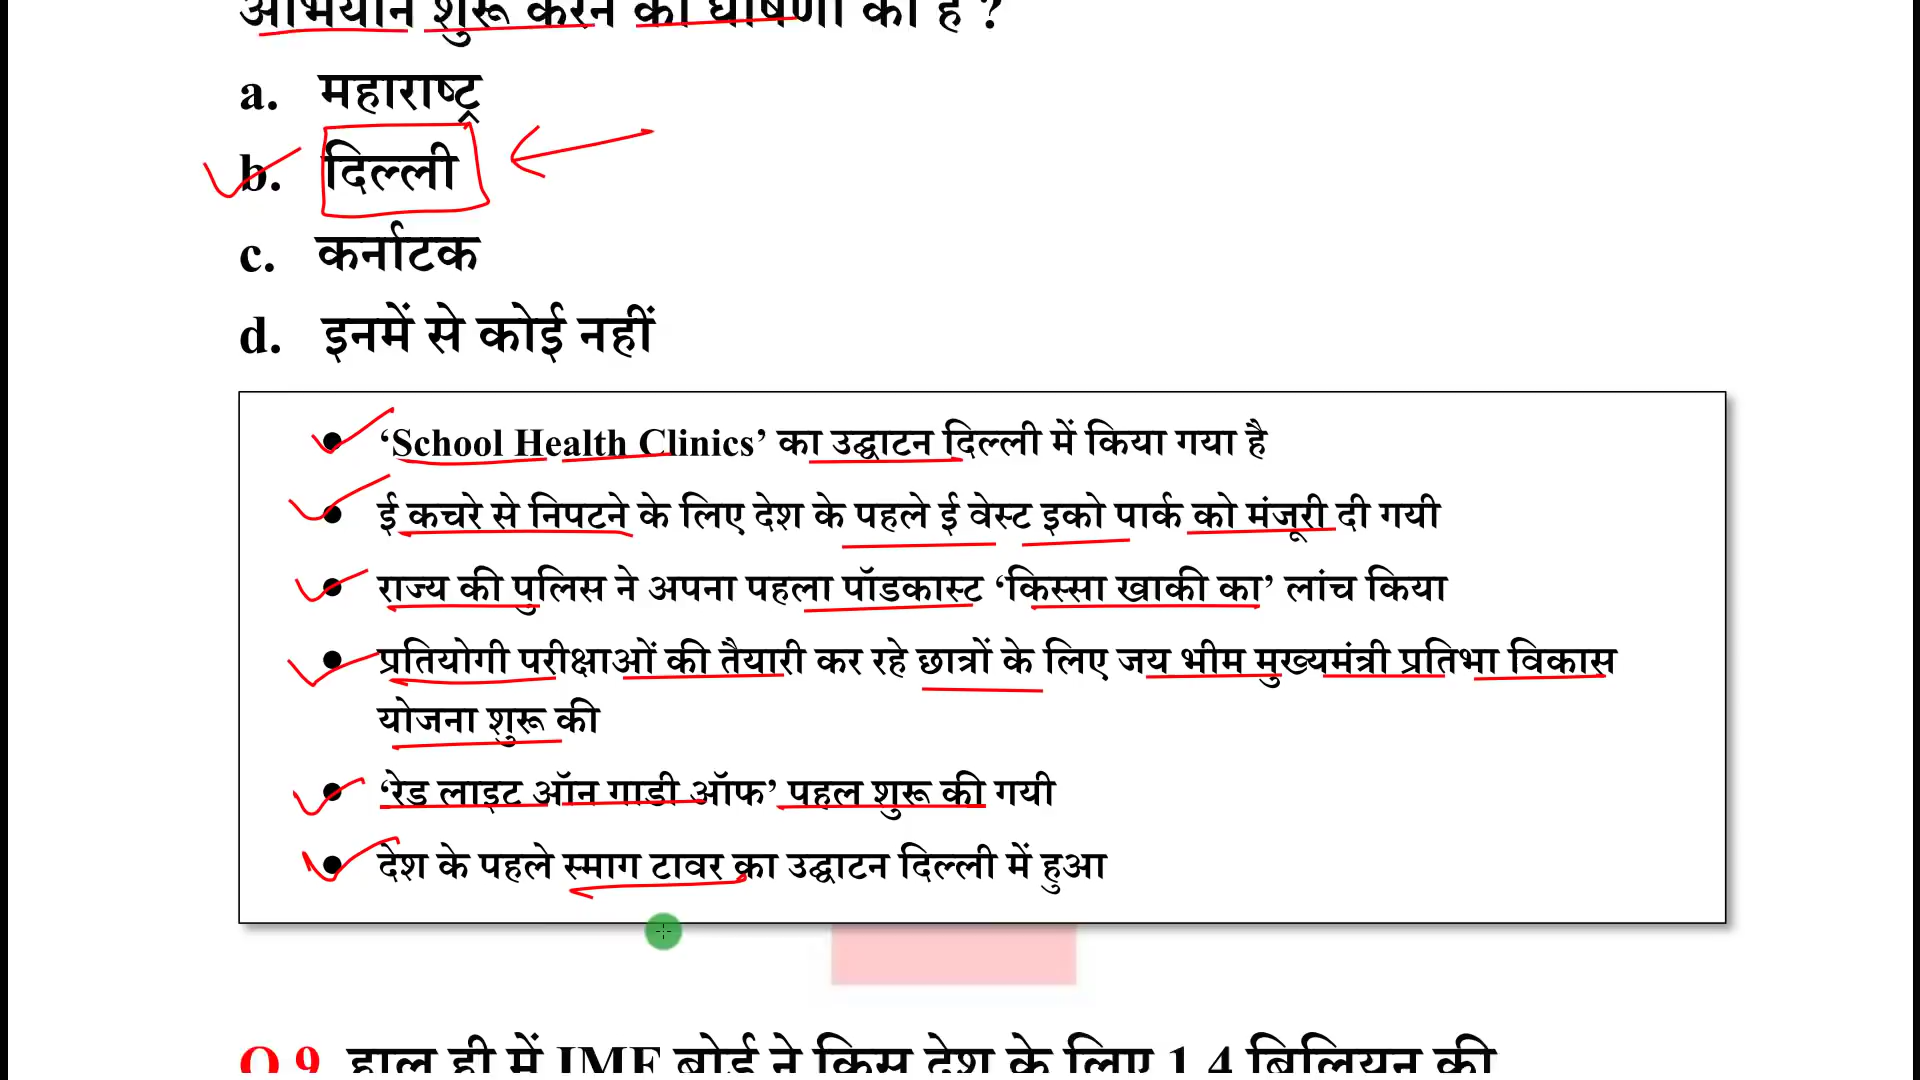 अभियान शुरू करने की घोषणा की है ?
a. महाराष्ट्र
b. दिल्ली
c. कर्नाटक
d. इनमें से कोई नहीं
• ‘School Health Clinics’ का उद्घाटन दिल्ली में किया गया है
• ई कचरे से निपटने के लिए देश के पहले ई वेस्ट इको पार्क को मंजूरी दी गयी
• राज्य की पुलिस ने अपना पहला पॉडकास्ट ‘किस्सा खाकी का’ लांच किया
• प्रतियोगी परीक्षाओं की तैयारी कर रहे छात्रों के लिए जय भीम मुख्यमंत्री प्रतिभा विकास
योजना शुरू की
• ‘रेड लाइट ऑन गाडी ऑफ’ पहल शुरू की गयी
• देश के पहले स्माग टावर का उद्घाटन दिल्ली में हुआ
Q 9 हाल ही में IMF बोर्ड ने किस देश के लिए 1.4 बिलियन की